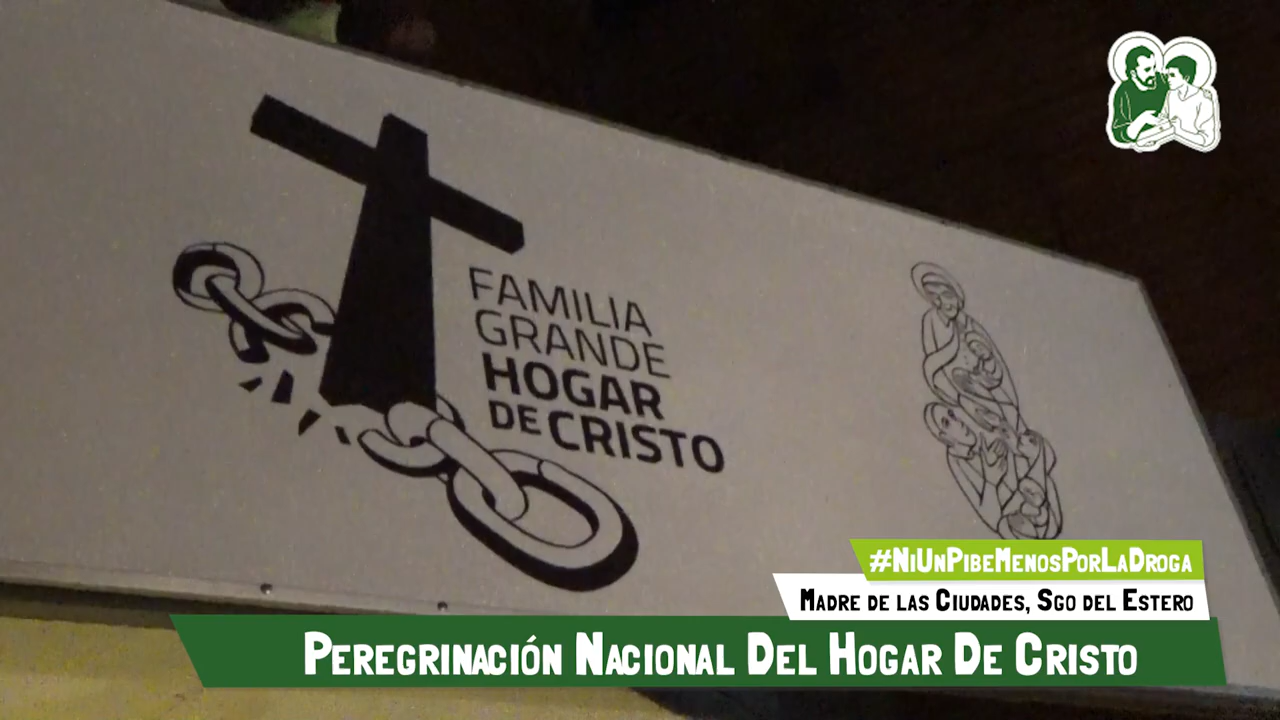 FAMILIA
GRANDE
HOGAR
DE CRISTO
#NiUnPibeMenosPorLaDroga
Madre de las Ciudades, Sgo del Estero
Peregrinación Nacional Del Hogar De Cristo